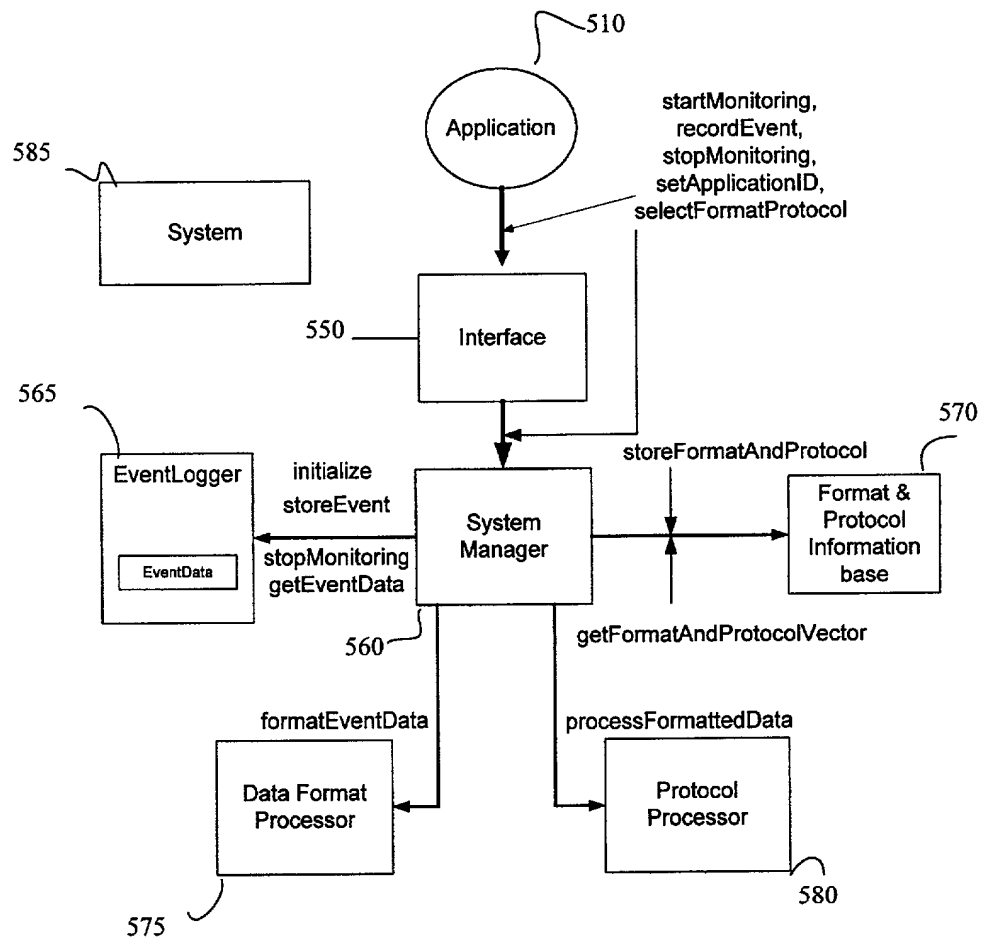 510
Application
startMonitoring,
recordEvent,
stopMonitoring,
setApplicationID,
selectFormatProtocol
585
System
550
Interface
565
EventLogger
EventData
initialize
storeEvent
stopMonitoring
getEventData
System
Manager
560
storeFormatAndProtocol
getFormatAndProtocolVector
570
Format &
Protocol
Information
base
formatEventData
processFormattedData
Data Format
Processor
575
Protocol
Processor
580